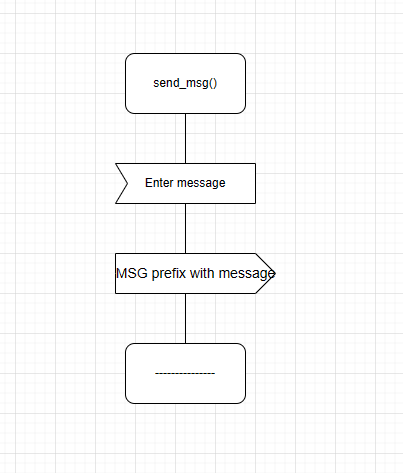 send_msg()
Enter message
MSG prefix with message
---------------